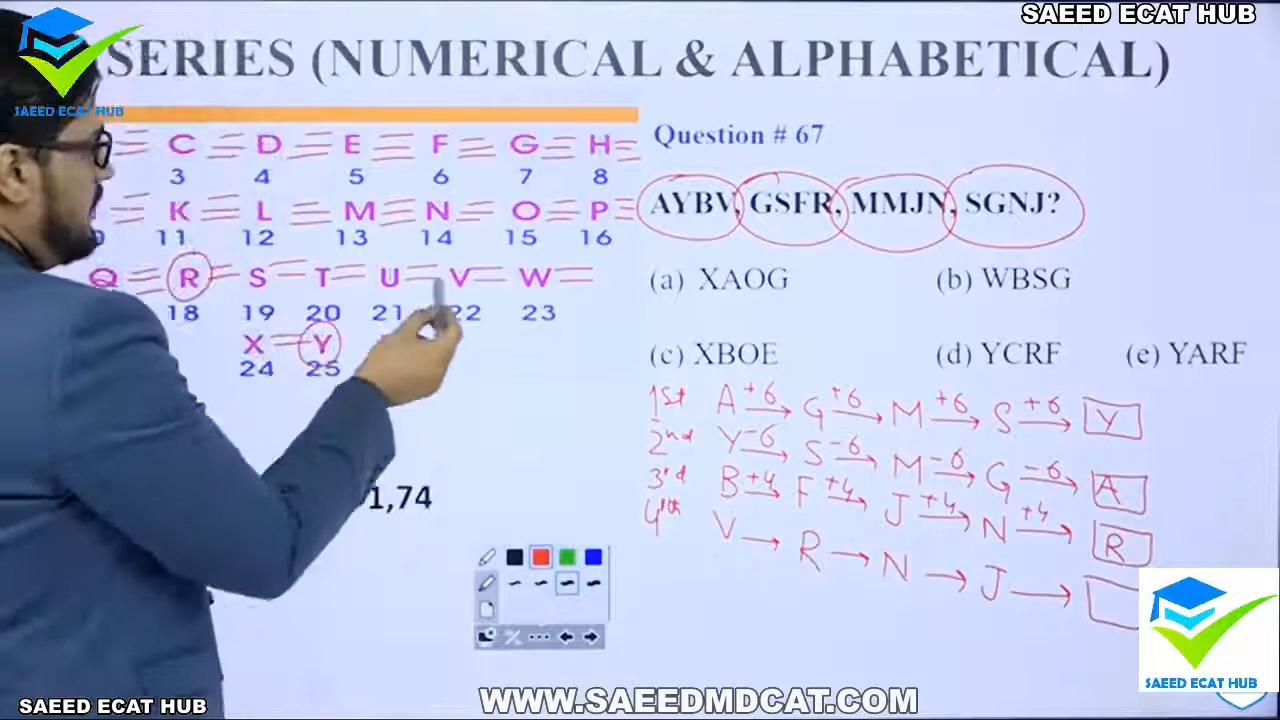 SAEED ECAT HUB
SERIES (NUMERICAL & ALPHABETICAL)
SAEED ECAT HUB
C D E F G H
3 4 5 6 7 8
K L M N O P
11 12 13 14 15 16
Q R S T U V W
18 19 20 21 22 23
X Y
24 25
1,74
Question # 67
AYBV, GSFR, MMJN, SGNJ?
(a) XAOG (b) WBSG
(c) XBOE (d) YCRF (e) YARF
1st A +6 G +6 M +6 S +6 Y
2nd Y -6 S -6 M -6 G -6 A
3rd B +4 F +4 J +4 N +4 R
4th V R N J
SAEED ECAT HUB
SAEED ECAT HUB
WWW.SAEEDMDCAT.COM